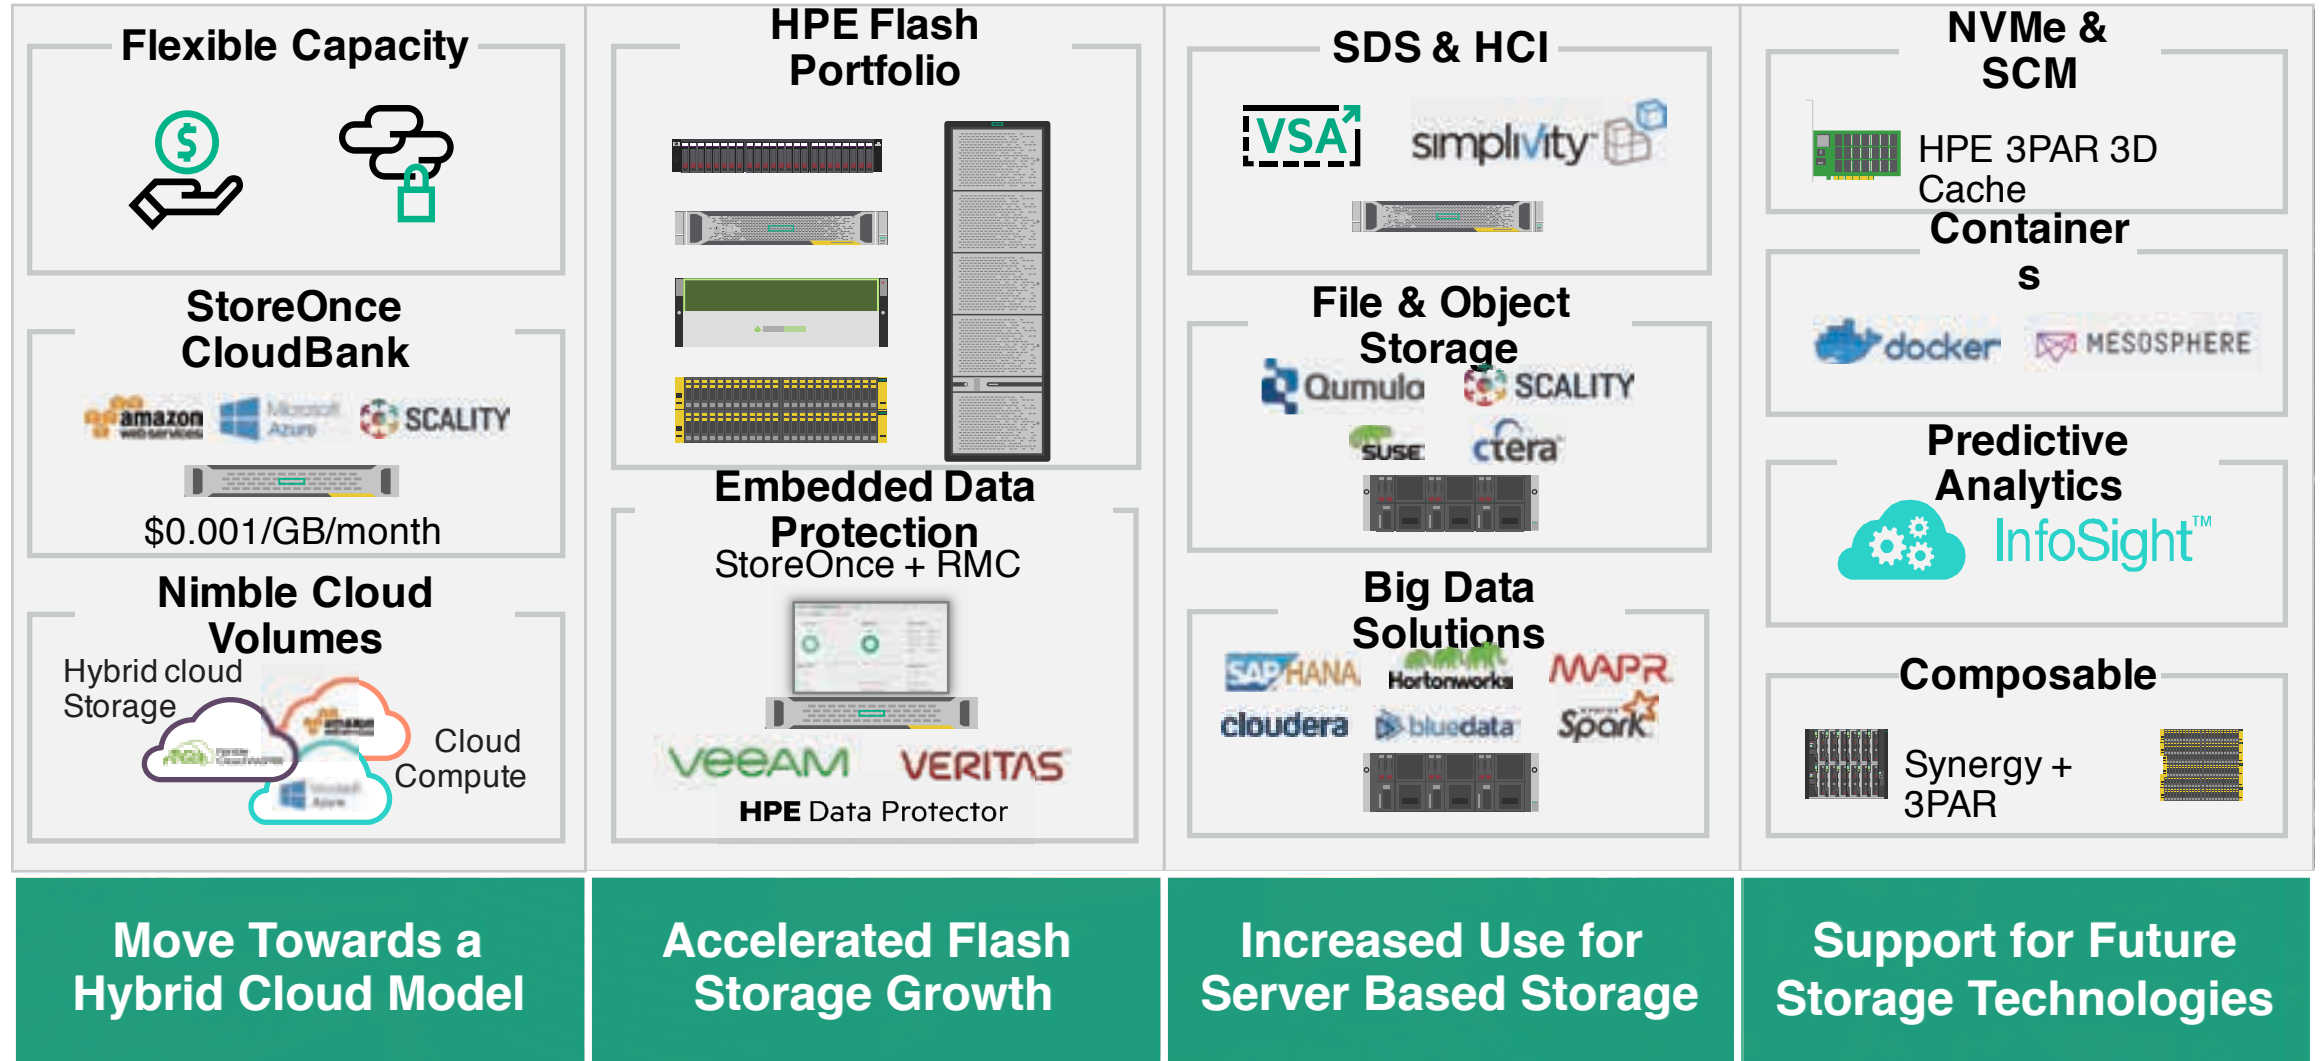 Flexible Capacity
$
StoreOnce
CloudBank
amazon
webservices
Microsoft
Azure
SCALITY
$0.001/GB/month
Nimble Cloud
Volumes
Hybrid cloud
Storage
amazon
Microsoft
Azure
Cloud
Compute
Move Towards a
Hybrid Cloud Model
HPE Flash
Portfolio
Embedded Data
Protection
StoreOnce + RMC
veeam
VERITAS
HPE Data Protector
Accelerated Flash
Storage Growth
SDS & HCI
VSA
simplivity
File & Object
Storage
Qumulo
SCALITY
SUSE
ctera
Big Data
Solutions
SAP HANA
Hortonworks
MAPR
cloudera
bluedata
Spark
Increased Use for
Server Based Storage
NVMe &
SCM
HPE 3PAR 3D
Cache
Container
s
docker
MESOSPHERE
Predictive
Analytics
InfoSight™
Composable
Synergy +
3PAR
Support for Future
Storage Technologies